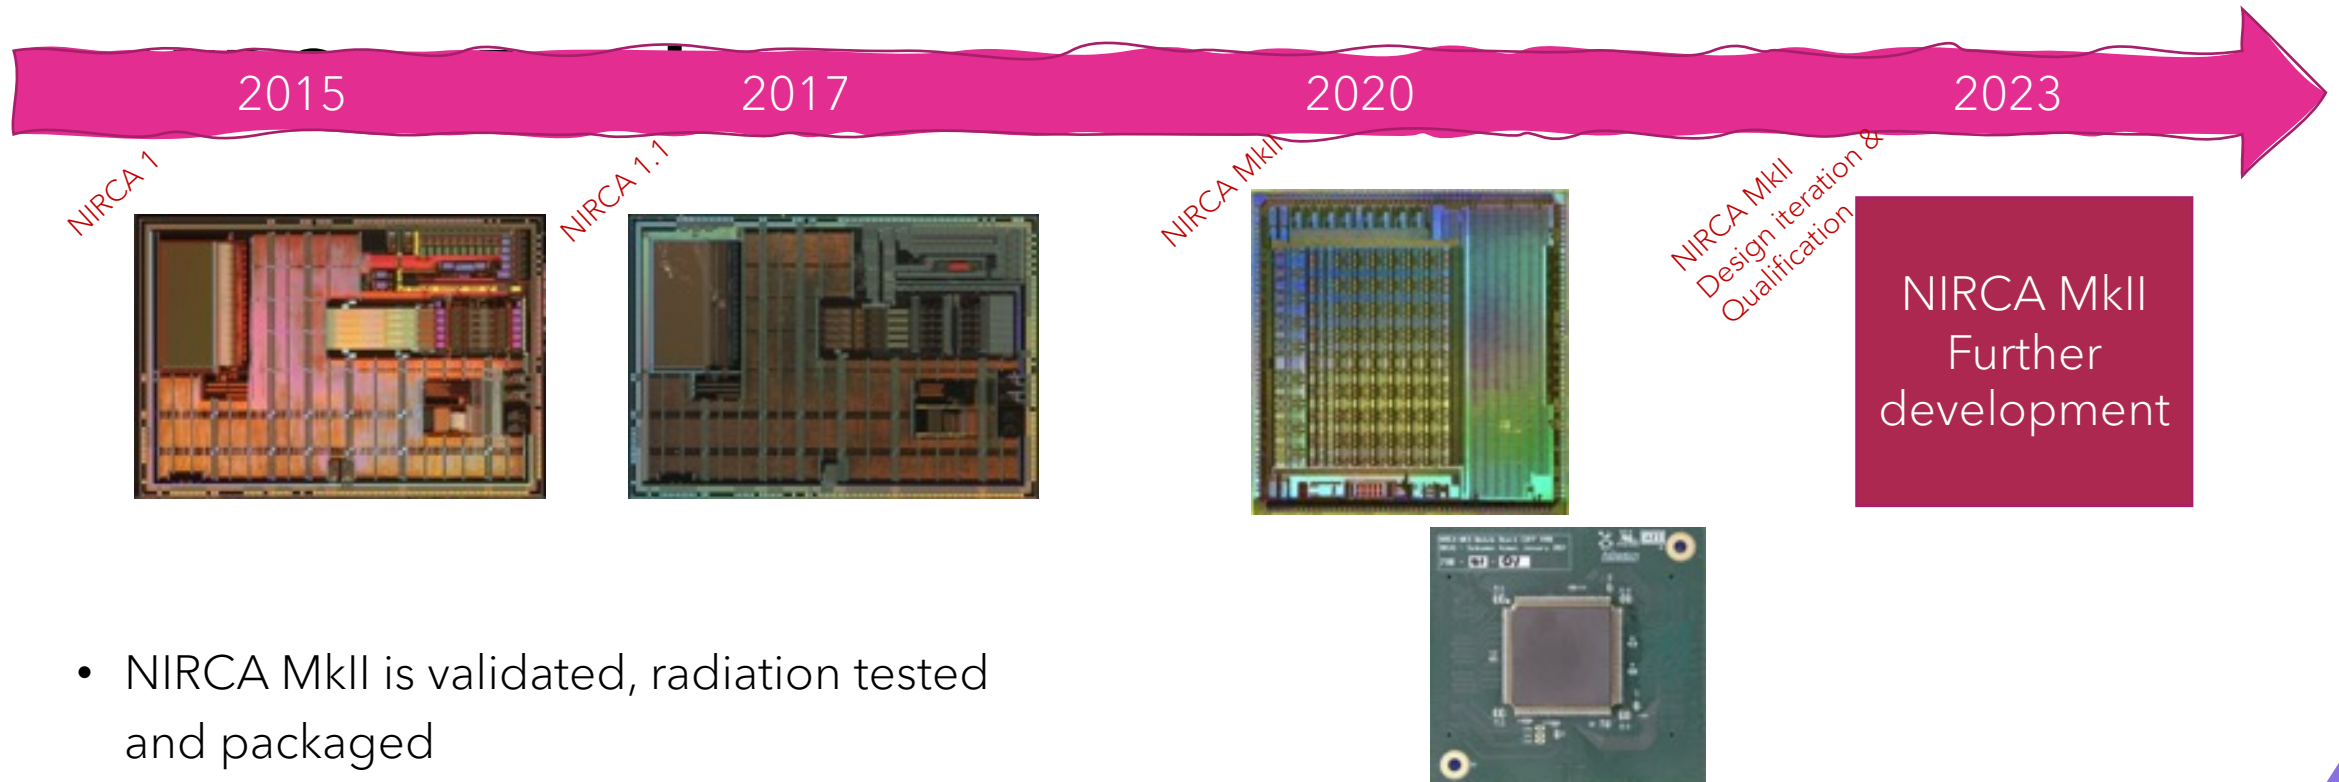 2015
2017
2020
2023
NIRCA 1
NIRCA 1.1
NIRCA MkII
NIRCA MkII
Design iteration &
Qualification
NIRCA MkII
Further
development
• NIRCA MkII is validated, radiation tested
and packaged